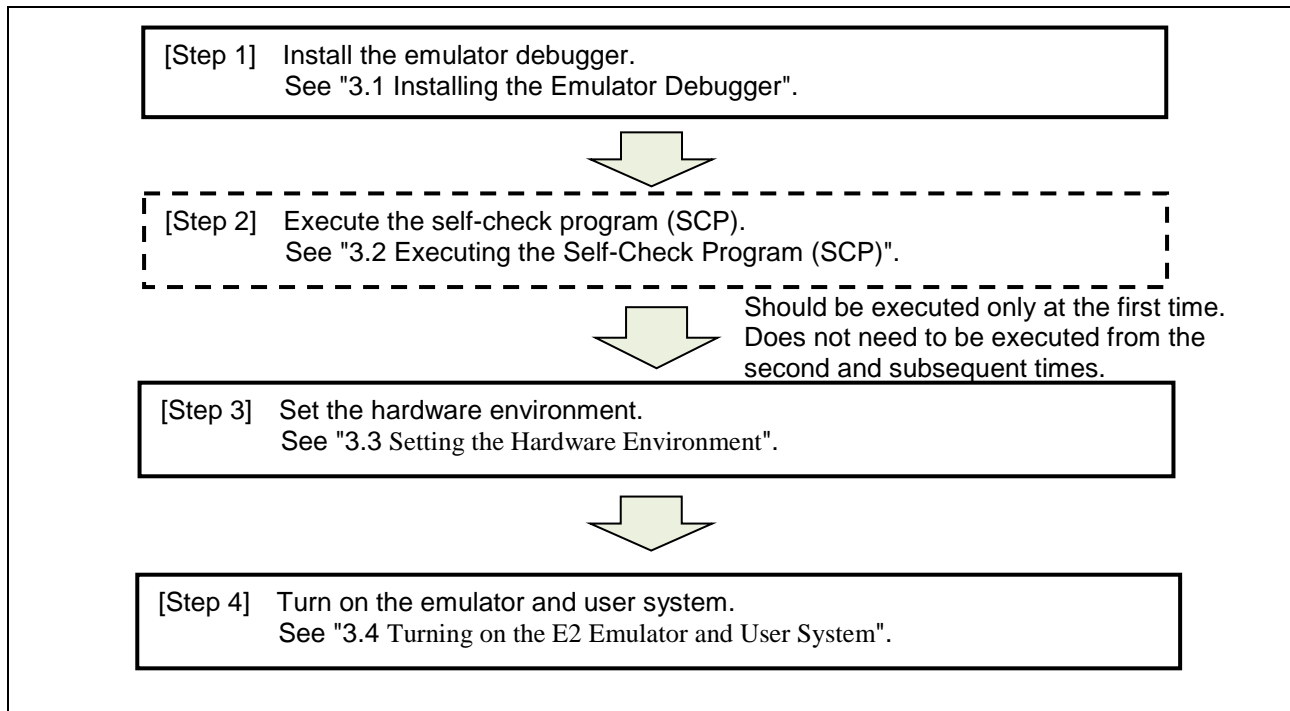 [Step 1] Install the emulator debugger.
See "3.1 Installing the Emulator Debugger".
[Step 2] Execute the self-check program (SCP).
See "3.2 Executing the Self-Check Program (SCP)".
Should be executed only at the first time.
Does not need to be executed from the
second and subsequent times.
[Step 3] Set the hardware environment.
See "3.3 Setting the Hardware Environment".
[Step 4] Turn on the emulator and user system.
See "3.4 Turning on the E2 Emulator and User System".